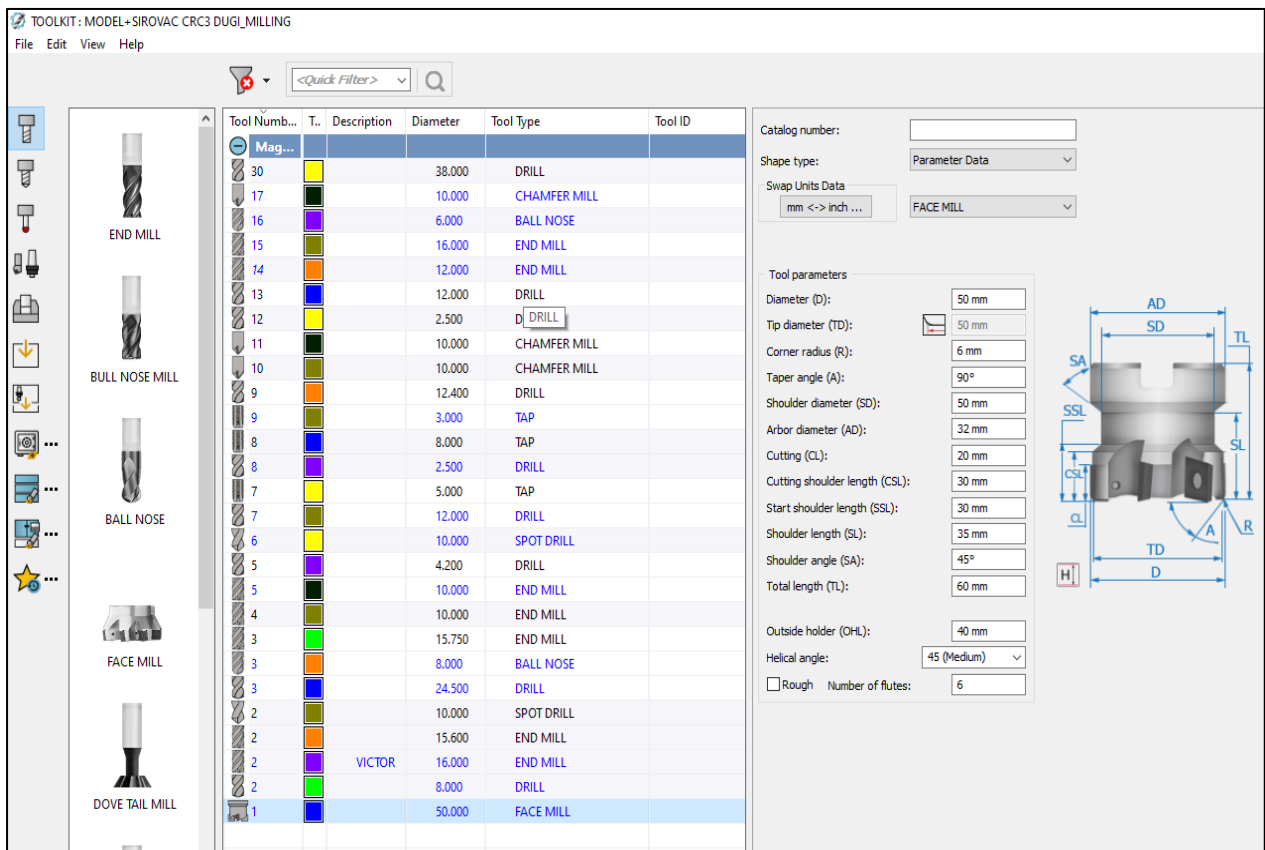 TOOLKIT : MODEL+SIROVAC CRC3 DUGI_MILLING
File Edit View Help
<Quick Filter>
Tool Numb... T.. Description Diameter Tool Type Tool ID
Mag...
30 38.000 DRILL
17 10.000 CHAMFER MILL
16 6.000 BALL NOSE
15 16.000 END MILL
14 12.000 END MILL
13 12.000 DRILL
12 2.500 D DRILL
11 10.000 CHAMFER MILL
10 10.000 CHAMFER MILL
9 12.400 DRILL
9 3.000 TAP
8 8.000 TAP
8 2.500 DRILL
7 5.000 TAP
7 12.000 DRILL
6 10.000 SPOT DRILL
5 4.200 DRILL
5 10.000 END MILL
4 10.000 END MILL
3 15.750 END MILL
3 8.000 BALL NOSE
3 24.500 DRILL
2 10.000 SPOT DRILL
2 15.600 END MILL
2 VICTOR 16.000 END MILL
2 8.000 DRILL
1 50.000 FACE MILL
END MILL
BULL NOSE MILL
BALL NOSE
FACE MILL
DOVE TAIL MILL
Catalog number:
Shape type: Parameter Data
Swap Units Data
mm <-> inch ... FACE MILL
Tool parameters
Diameter (D): 50 mm
Tip diameter (TD): 50 mm
Corner radius (R): 6 mm
Taper angle (A): 90°
Shoulder diameter (SD): 50 mm
Arbor diameter (AD): 32 mm
Cutting (CL): 20 mm
Cutting shoulder length (CSL): 30 mm
Start shoulder length (SSL): 30 mm
Shoulder length (SL): 35 mm
Shoulder angle (SA): 45°
Total length (TL): 60 mm
Outside holder (OHL): 40 mm
Helical angle: 45 (Medium)
Rough Number of flutes: 6
AD
SD
TL
SA
SSL
SL
CSL
CL
A
R
TD
H
D